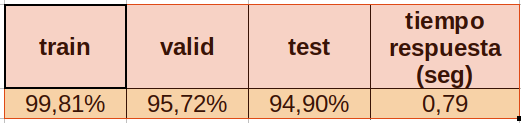 train valid test tiempo respuesta (seg)
99,81% 95,72% 94,90% 0,79